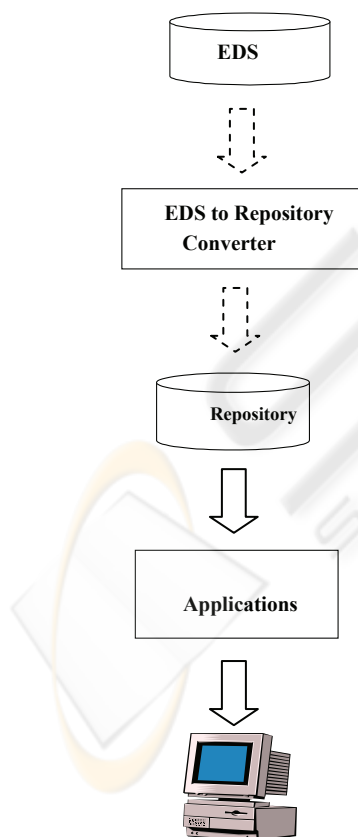 EDS
EDS to Repository
Converter
Repository
Applications